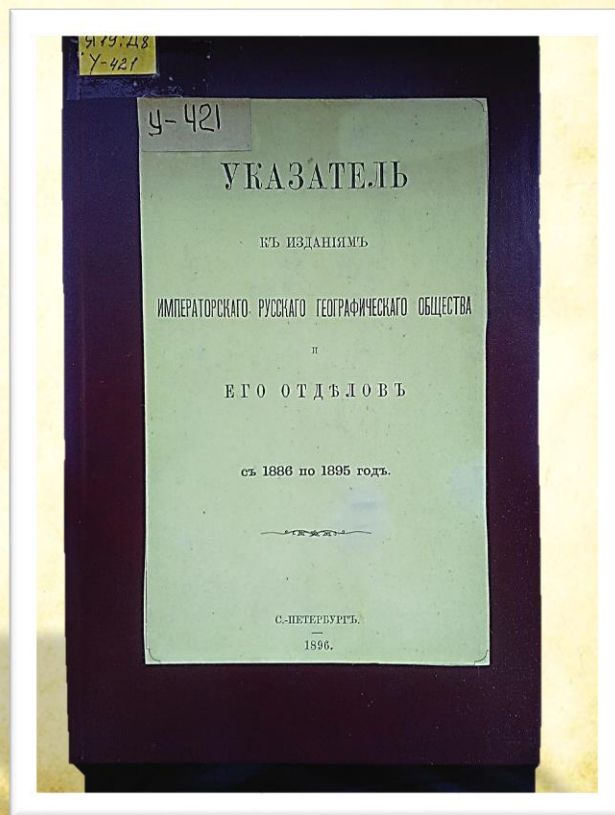 Я19:Д8
У-421
У-421
УКАЗАТЕЛЬ
КЪ ИЗДАНІЯМЪ
ИМПЕРАТОРСКАГО РУССКАГО ГЕОГРАФИЧЕСКАГО ОБЩЕСТВА
И
ЕГО ОТДѢЛОВЪ
съ 1886 по 1895 годъ.
С.-ПЕТЕРБУРГЪ.
1896.